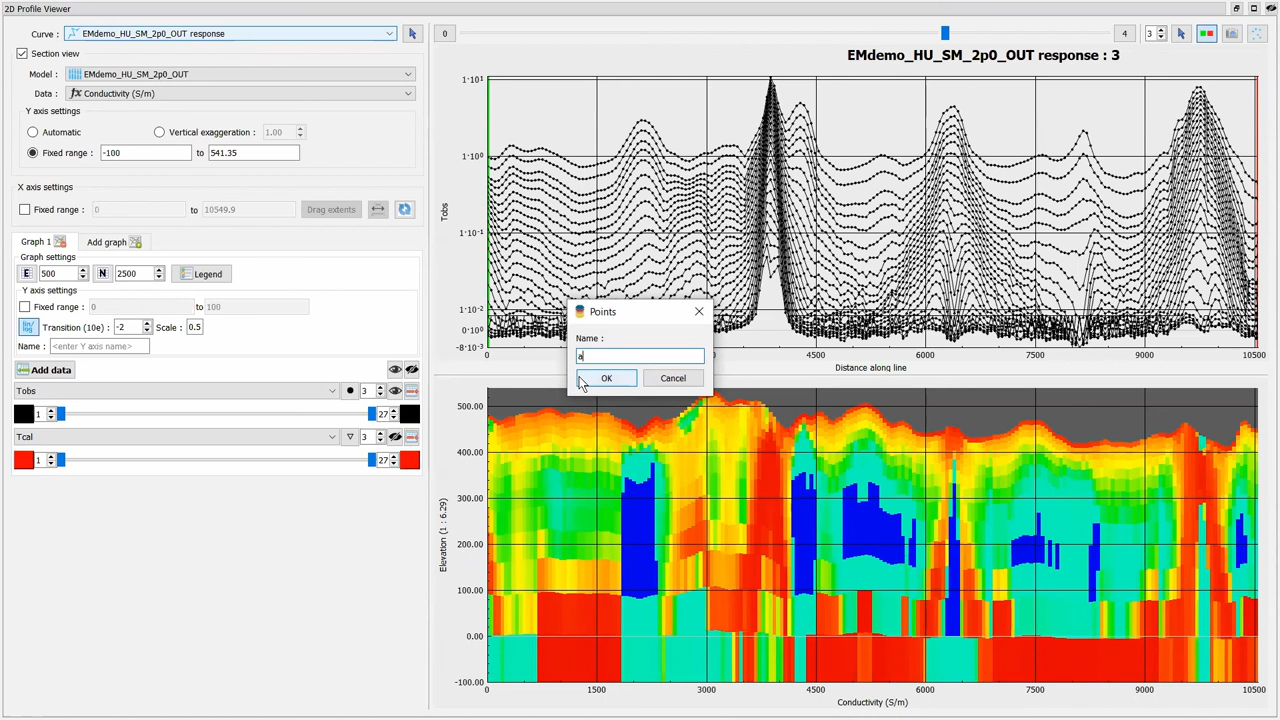 2D Profile Viewer
Curve : EMdemo_HU_SM_2p0_OUT response
Section view
Model : EMdemo_HU_SM_2p0_OUT
Data : fx Conductivity (S/m)
Y axis settings
Automatic Vertical exaggeration : 1.00
Fixed range : -100 to 541.35
X axis settings
Fixed range : 0 to 10549.9 Drag extents
Graph 1 Add graph
Graph settings
E 500 N 2500 Legend
Y axis settings
Fixed range : 0 to 100
lin/log Transition (10e) : -2 Scale : 0.5
Name : <enter Y axis name>
Add data
Tobs 3
1 27
Tcal 3
1 27
0 4 3
EMdemo_HU_SM_2p0_OUT response : 3
1·10¹
1·10⁰
1·10⁻¹
1·10⁻²
0·10⁰
-8·10⁻³
Tobs
0 1500 3000 4500 6000 7500 9000 10500
Distance along line
Points
Name :
a
OK Cancel
500.00
400.00
300.00
200.00
100.00
0.00
-100.00
Elevation (1 : 6.29)
0 1500 3000 4500 6000 7500 9000 10500
Conductivity (S/m)